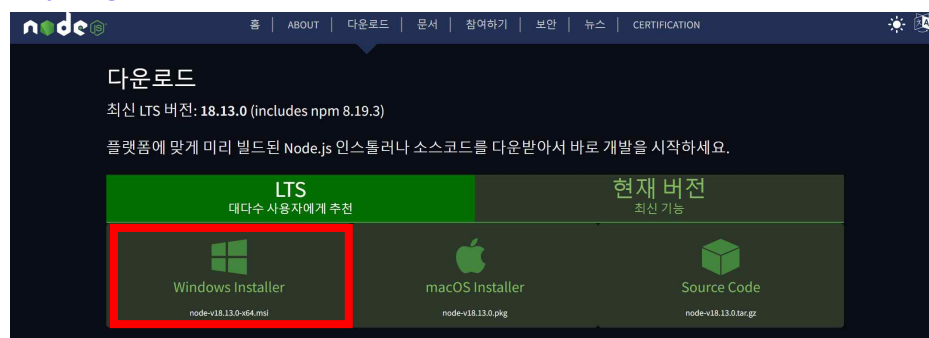 node JS
홈 | ABOUT | 다운로드 | 문서 | 참여하기 | 보안 | 뉴스 | CERTIFICATION
다운로드
최신 LTS 버전: 18.13.0 (includes npm 8.19.3)
플랫폼에 맞게 미리 빌드된 Node.js 인스톨러나 소스코드를 다운받아서 바로 개발을 시작하세요.
LTS
대다수 사용자에게 추천
현재 버전
최신 기능
Windows Installer
node-v18.13.0-x64.msi
macOS Installer
node-v18.13.0.pkg
Source Code
node-v18.13.0.tar.gz